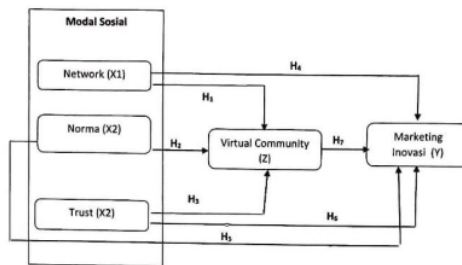 Modal Sosial
Network (X1)
H₄
H₁
Norma (X2)
H₂
Virtual Community
(Z)
H₇
Marketing
Inovasi (Y)
H₃
Trust (X2)
H₆
H₅